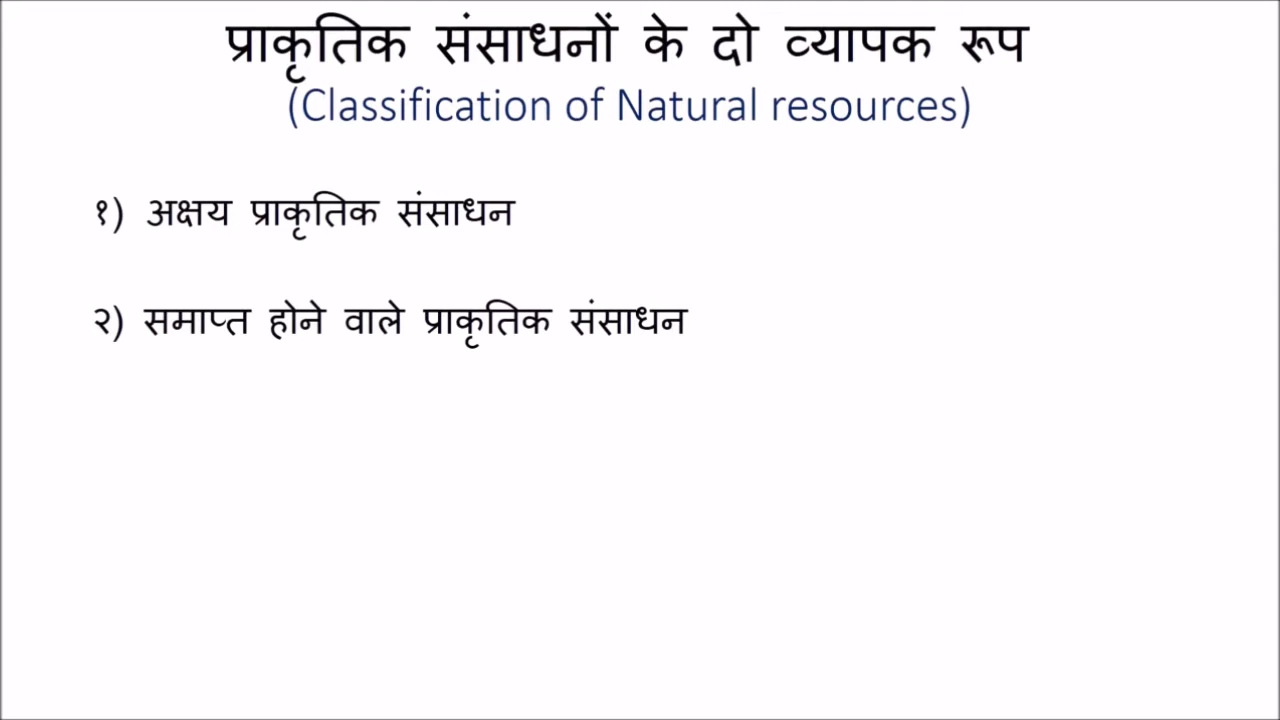 प्राकृतिक संसाधनों के दो व्यापक रूप
(Classification of Natural resources)
१) अक्षय प्राकृतिक संसाधन
२) समाप्त होने वाले प्राकृतिक संसाधन